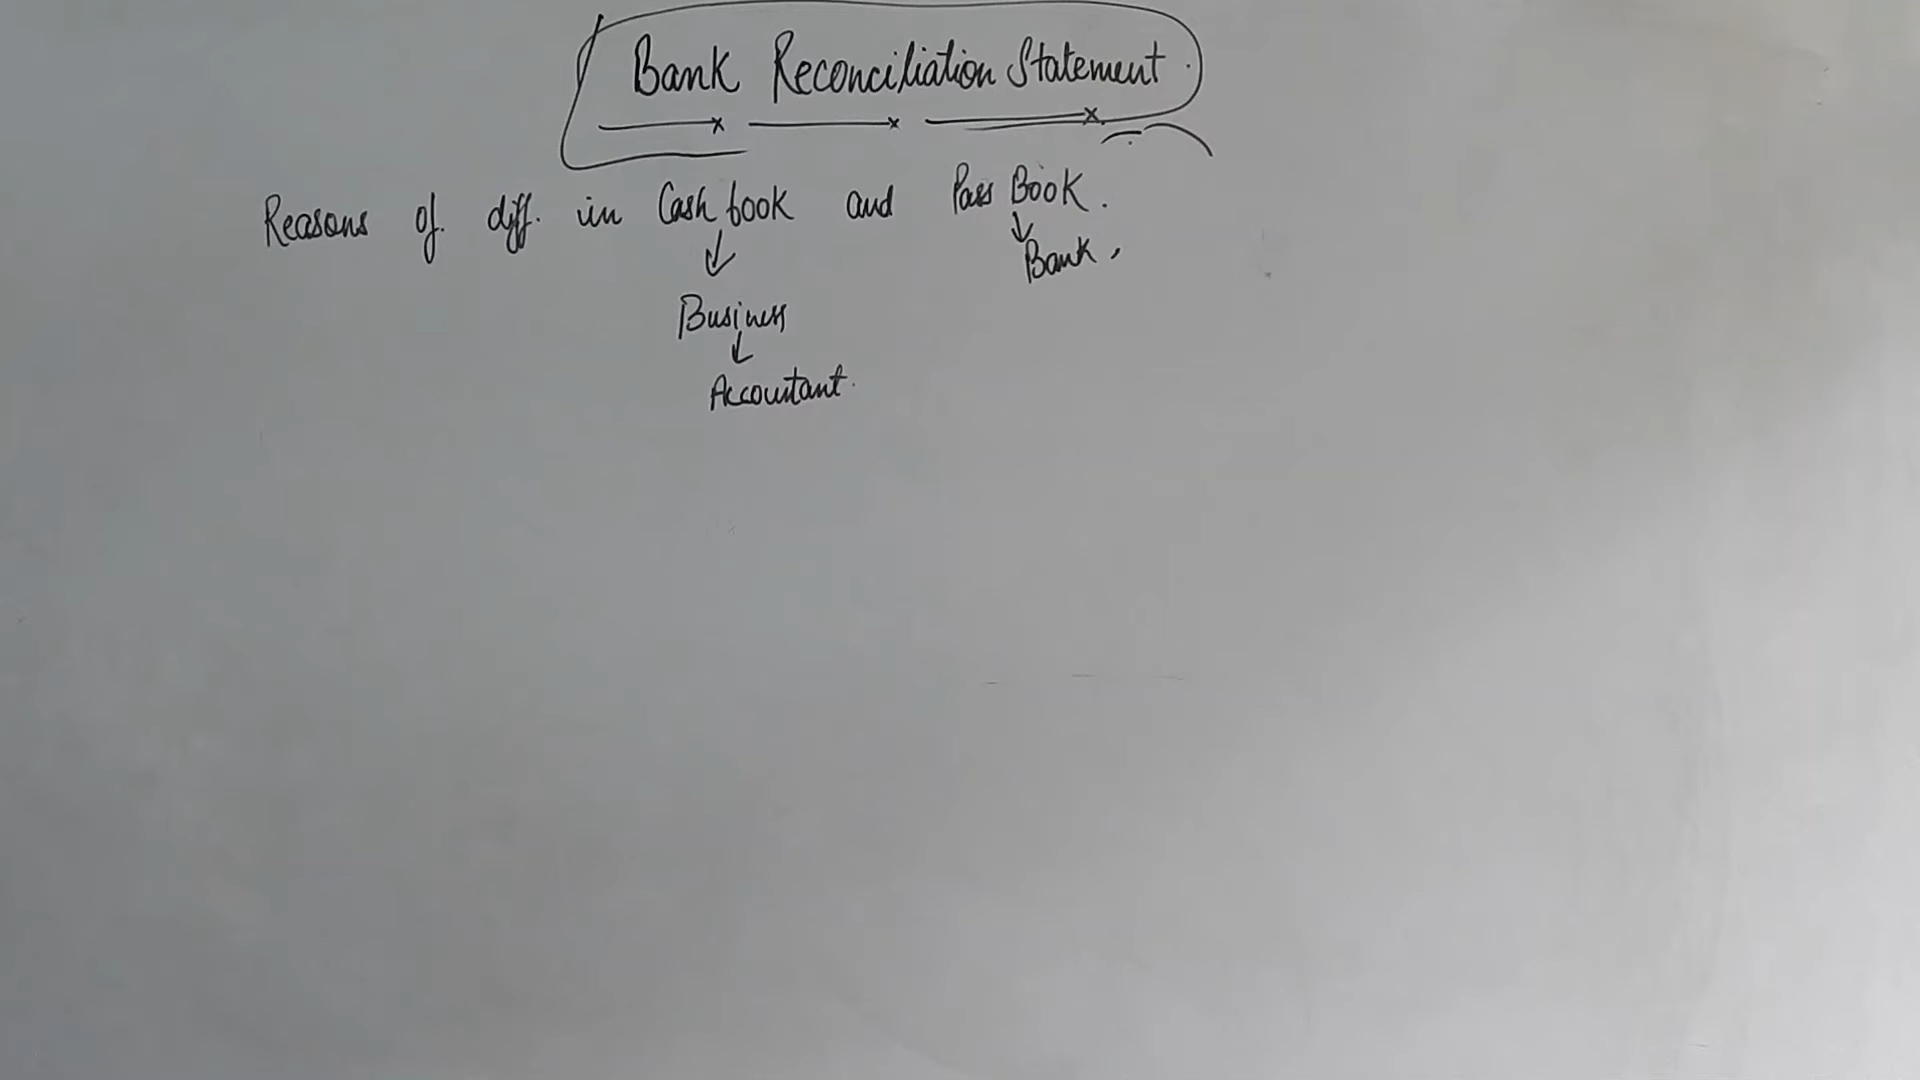 Bank Reconciliation Statement.
Reasons of. diff. in Cash book and Pass Book.
Bank,
Business
Accountant.